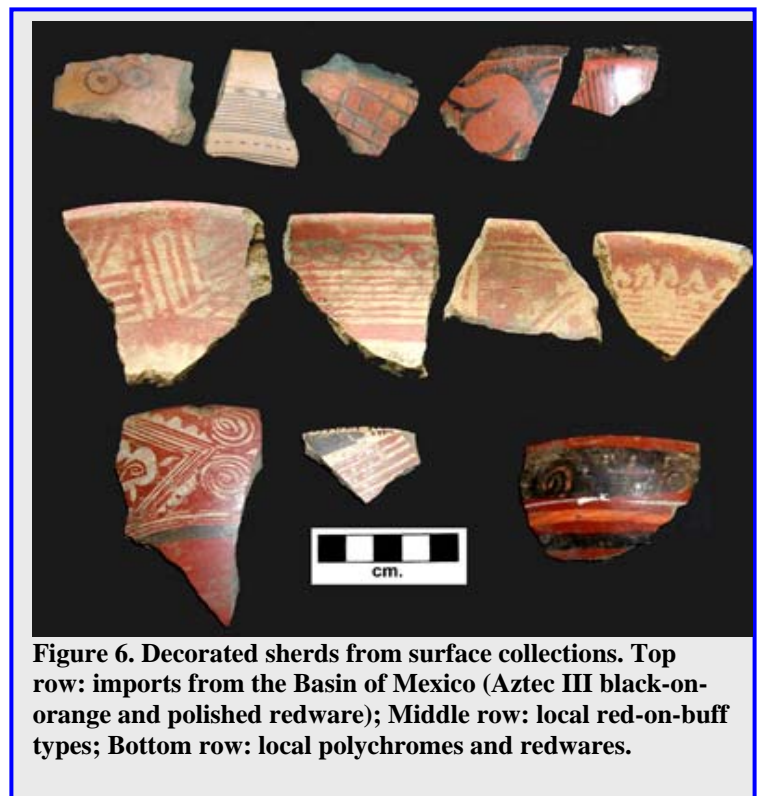 cm.
Figure 6. Decorated sherds from surface collections. Top
row: imports from the Basin of Mexico (Aztec III black-on-
orange and polished redware); Middle row: local red-on-buff
types; Bottom row: local polychromes and redwares.